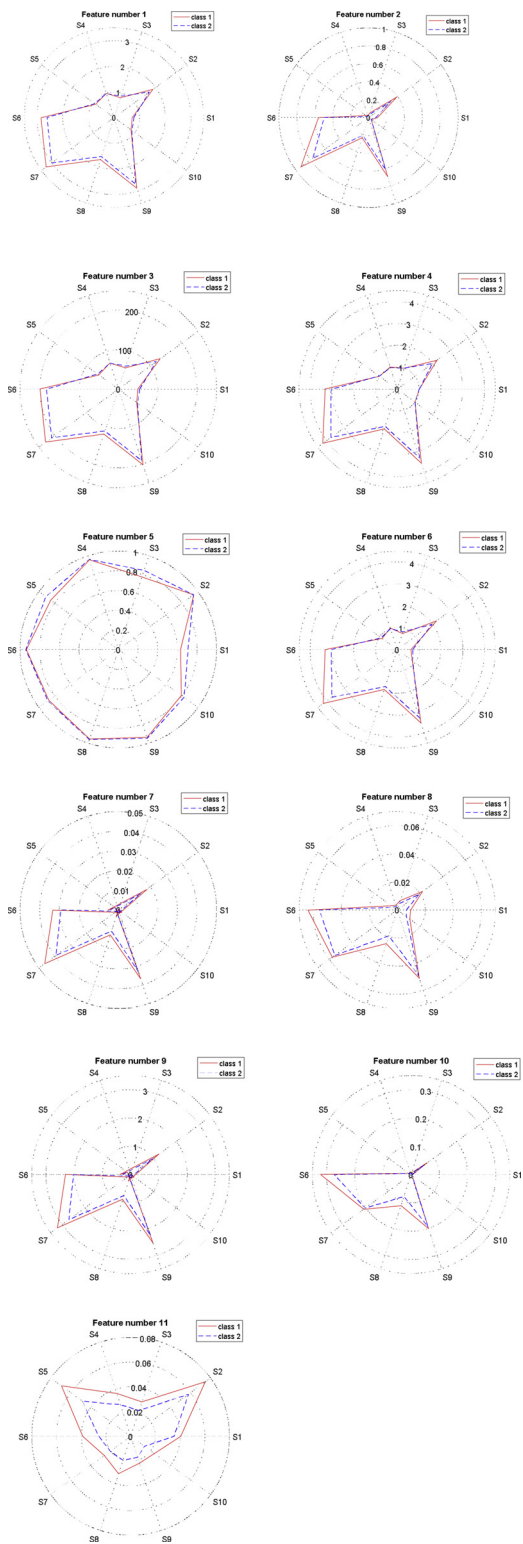 Feature number 1
class 1
class 2
S4
S3
3
2
1
0
S5
S2
S6
S1
S7
S10
S8
S9
Feature number 2
class 1
class 2
S4
S3
1
0.8
0.6
0.4
0.2
0
S5
S2
S6
S1
S7
S10
S8
S9
Feature number 3
class 1
class 2
S4
S3
200
100
0
S5
S2
S6
S1
S7
S10
S8
S9
Feature number 4
class 1
class 2
S4
S3
4
3
2
1
0
S5
S2
S6
S1
S7
S10
S8
S9
Feature number 5
class 1
class 2
S4
S3
1
0.8
0.6
0.4
0.2
0
S5
S2
S6
S1
S7
S10
S8
S9
Feature number 6
class 1
class 2
S4
S3
4
3
2
1
0
S5
S2
S6
S1
S7
S10
S8
S9
Feature number 7
class 1
class 2
S4
S3
0.05
0.04
0.03
0.02
0.01
0
S5
S2
S6
S1
S7
S10
S8
S9
Feature number 8
class 1
class 2
S4
S3
0.06
0.04
0.02
0
S5
S2
S6
S1
S7
S10
S8
S9
Feature number 9
class 1
class 2
S4
S3
3
2
1
0
S5
S2
S6
S1
S7
S10
S8
S9
Feature number 10
class 1
class 2
S4
S3
0.3
0.2
0.1
0
S5
S2
S6
S1
S7
S10
S8
S9
Feature number 11
class 1
class 2
S4
S3
0.08
0.06
0.04
0.02
0
S5
S2
S6
S1
S7
S10
S8
S9